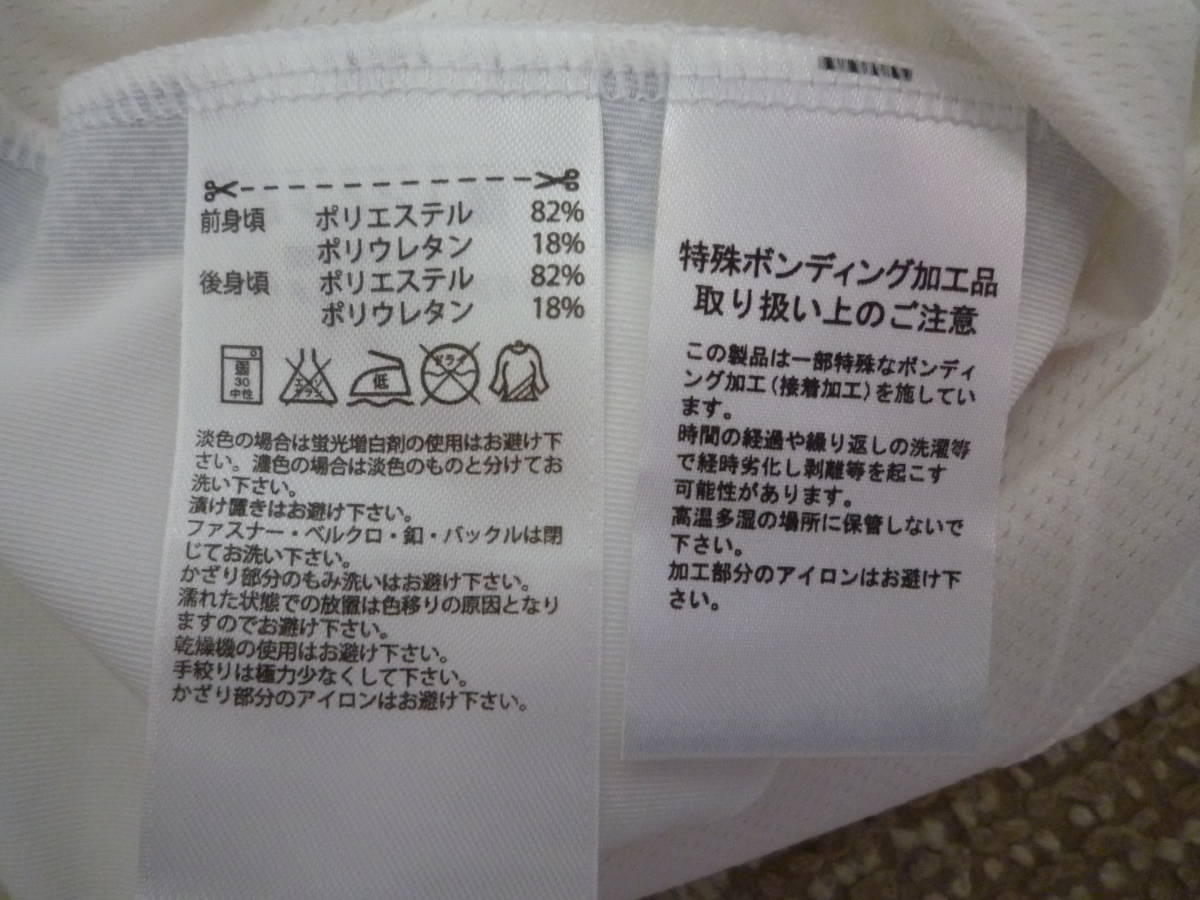 前身頃 ポリエステル 82%
ポリウレタン 18%
後身頃 ポリエステル 82%
ポリウレタン 18%
弱
30
中性
エンソ
サラシ
低
ドライ
淡色の場合は蛍光増白剤の使用はお避け下
さい。濃色の場合は淡色のものと分けてお
洗い下さい。
漬け置きはお避け下さい。
ファスナー・ベルクロ・釦・バックルは閉
じてお洗い下さい。
かざり部分のもみ洗いはお避け下さい。
濡れた状態での放置は色移りの原因となり
ますのでお避け下さい。
乾燥機の使用はお避け下さい。
手絞りは極力少なくして下さい。
かざり部分のアイロンはお避け下さい。
特殊ボンディング加工品
取り扱い上のご注意
この製品は一部特殊なボンディ
ング加工(接着加工)を施してい
ます。
時間の経過や繰り返しの洗濯等
で経時劣化し剥離等を起こす
可能性があります。
高温多湿の場所に保管しないで
下さい。
加工部分のアイロンはお避け下
さい。